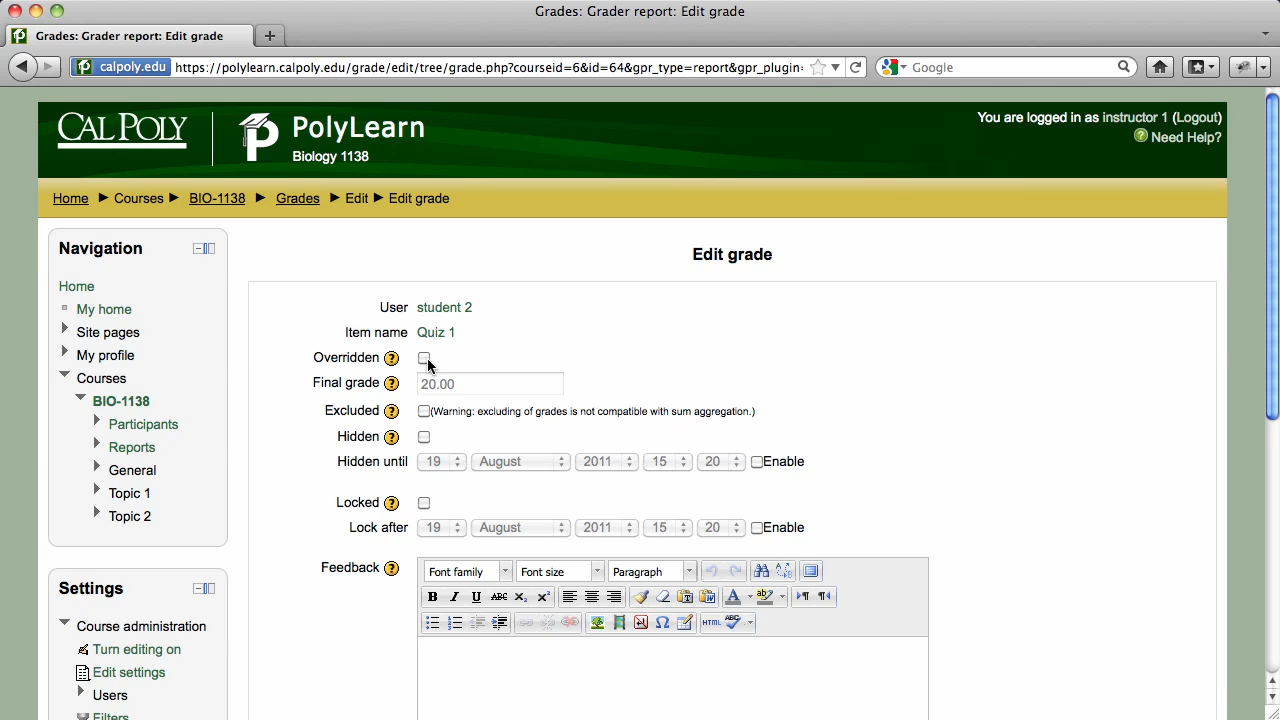 Grades: Grader report: Edit grade
Grades: Grader report: Edit grade
calpoly.edu https://polylearn.calpoly.edu/grade/edit/tree/grade.php?courseid=6&id=64&gpr_type=report&gpr_plugin: Google
CAL POLY PolyLearn
Biology 1138
You are logged in as instructor 1 (Logout)
Need Help?
Home ► Courses ► BIO-1138 ► Grades ► Edit ► Edit grade
Navigation
Home
My home
Site pages
My profile
Courses
BIO-1138
Participants
Reports
General
Topic 1
Topic 2
Settings
Course administration
Turn editing on
Edit settings
Users
Filters
Edit grade
User student 2
Item name Quiz 1
Overridden ?
Final grade ? 20.00
Excluded ? (Warning: excluding of grades is not compatible with sum aggregation.)
Hidden ?
Hidden until 19 August 2011 15 20 Enable
Locked ?
Lock after 19 August 2011 15 20 Enable
Feedback ? Font family Font size Paragraph
B I U ABC X₂ X² A ab
HTML ABC